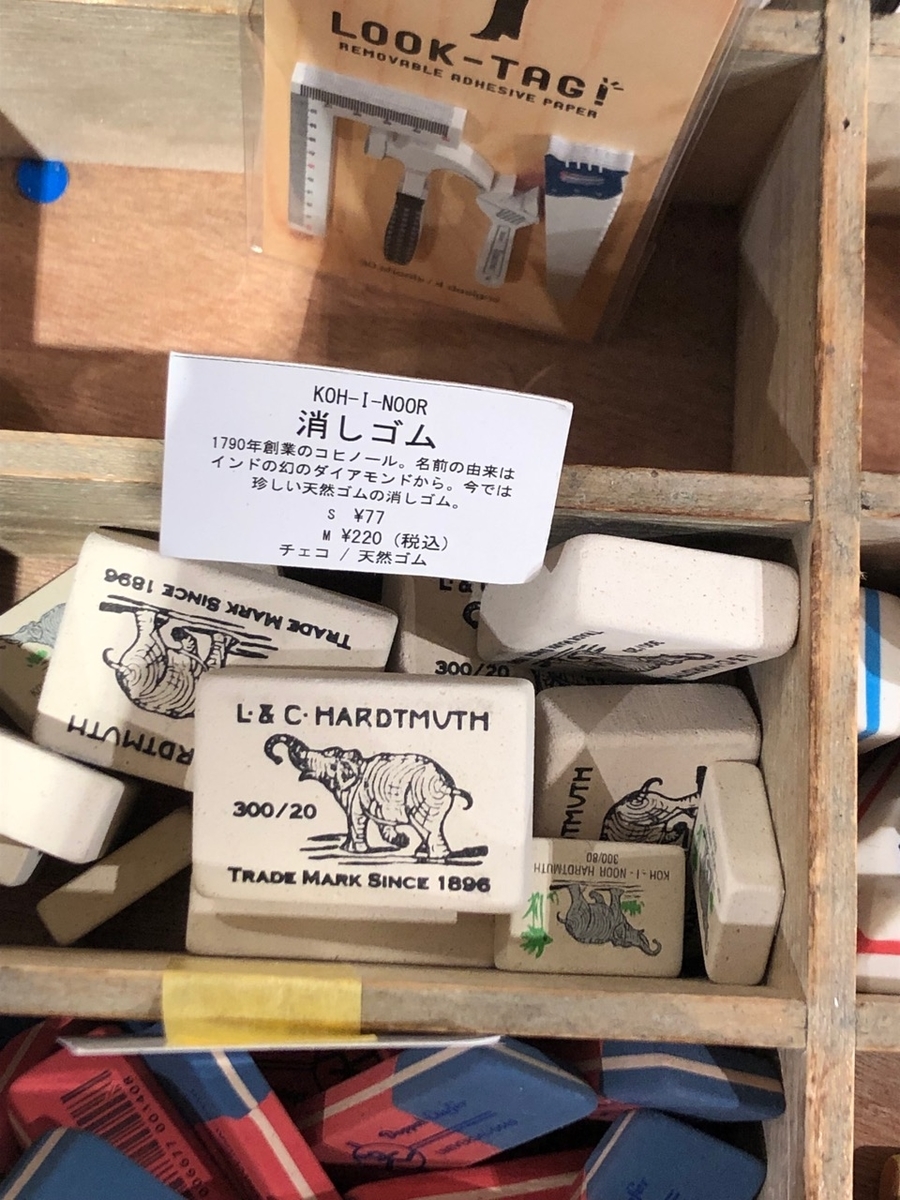 LOOK-TAG!
REMOVABLE ADHESIVE PAPER
KOH-I-NOOR
消しゴム
1790年創業のコヒノール。名前の由来は
インドの幻のダイアモンドから。今では
珍しい天然ゴムの消しゴム。
S ¥77
M ¥220（税込）
チェコ / 天然ゴム
TRADE MARK SINCE 1896
RDTMUTH
L & 
300/20
L. & C. HARDTMUTH
300/20
TRADE MARK SINCE 1896
DTMUTH
KOH-I-NOOR HARDTMUTH
300/80